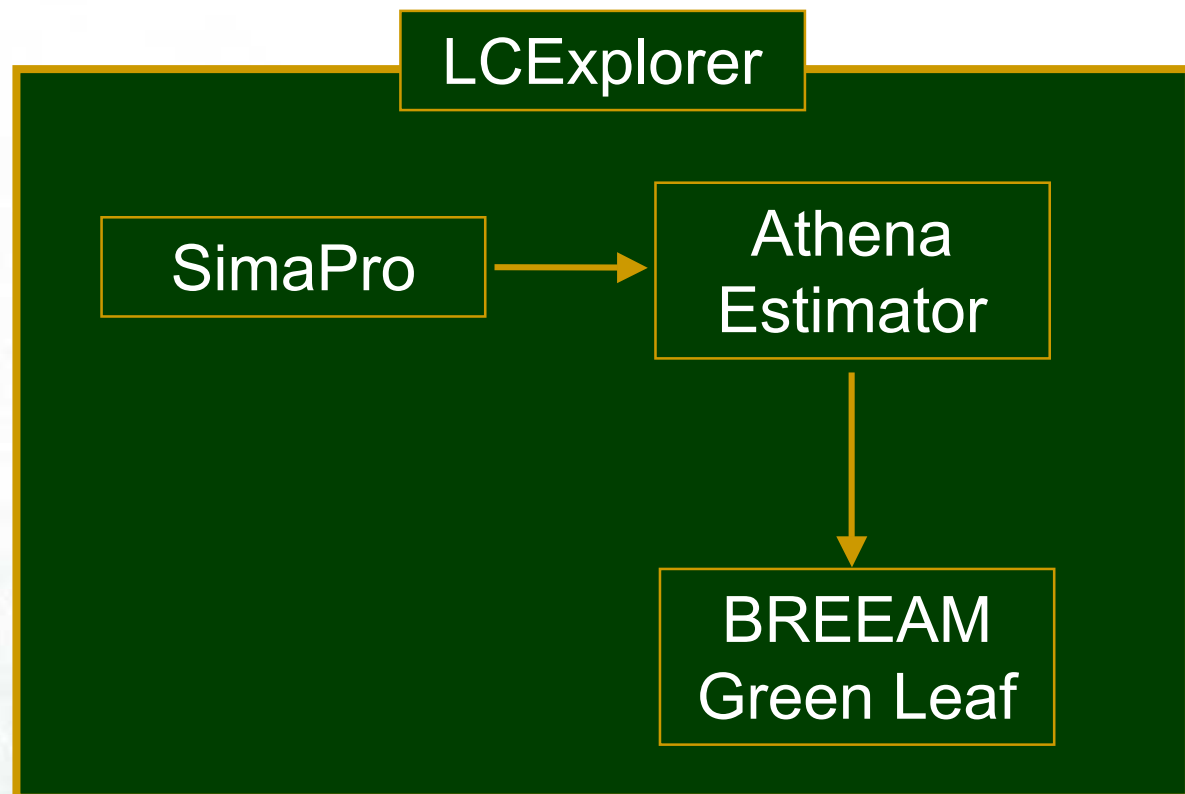 LCExplorer
SimaPro
Athena
Estimator
BREEAM
Green Leaf